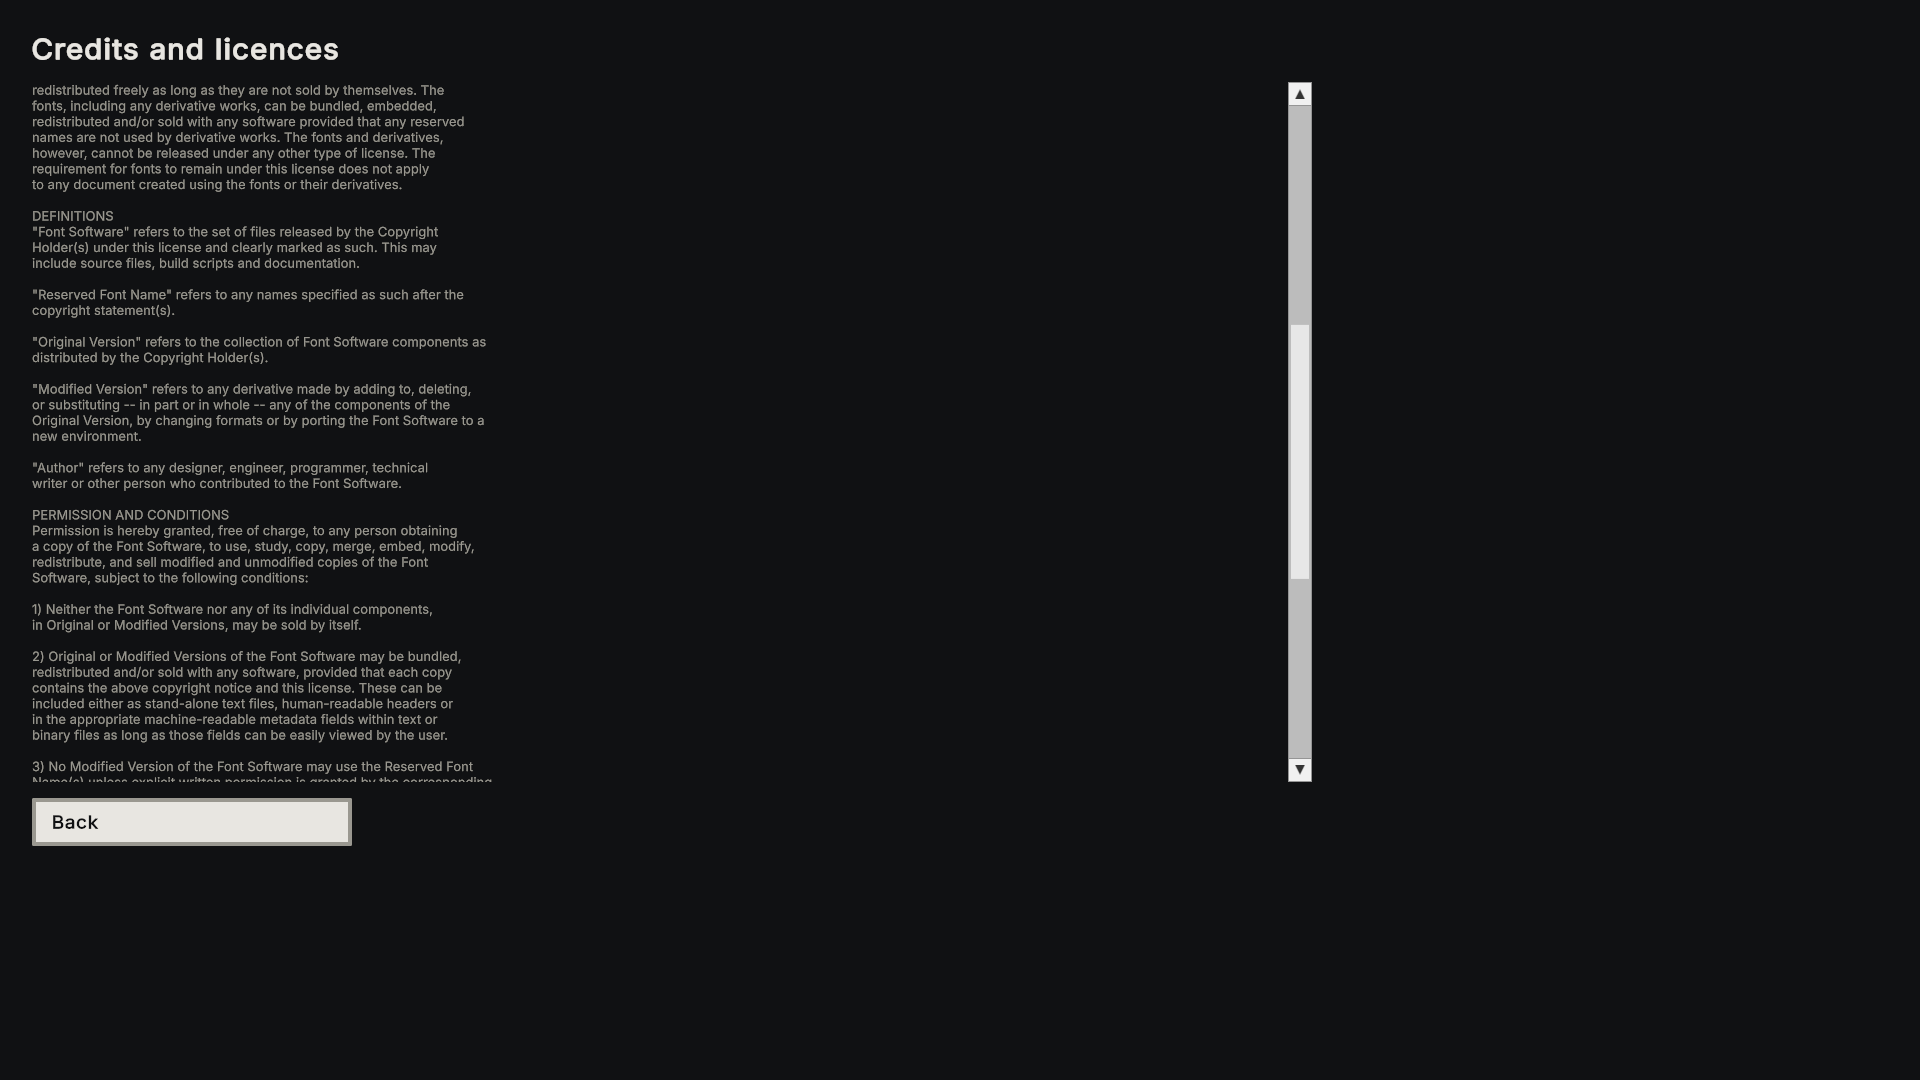 Credits and licences
redistributed freely as long as they are not sold by themselves. The
fonts, including any derivative works, can be bundled, embedded,
redistributed and/or sold with any software provided that any reserved
names are not used by derivative works. The fonts and derivatives,
however, cannot be released under any other type of license. The
requirement for fonts to remain under this license does not apply
to any document created using the fonts or their derivatives.
DEFINITIONS
"Font Software" refers to the set of files released by the Copyright
Holder(s) under this license and clearly marked as such. This may
include source files, build scripts and documentation.
"Reserved Font Name" refers to any names specified as such after the
copyright statement(s).
"Original Version" refers to the collection of Font Software components as
distributed by the Copyright Holder(s).
"Modified Version" refers to any derivative made by adding to, deleting,
or substituting -- in part or in whole -- any of the components of the
Original Version, by changing formats or by porting the Font Software to a
new environment.
"Author" refers to any designer, engineer, programmer, technical
writer or other person who contributed to the Font Software.
PERMISSION AND CONDITIONS
Permission is hereby granted, free of charge, to any person obtaining
a copy of the Font Software, to use, study, copy, merge, embed, modify,
redistribute, and sell modified and unmodified copies of the Font
Software, subject to the following conditions:
1) Neither the Font Software nor any of its individual components,
in Original or Modified Versions, may be sold by itself.
2) Original or Modified Versions of the Font Software may be bundled,
redistributed and/or sold with any software, provided that each copy
contains the above copyright notice and this license. These can be
included either as stand-alone text files, human-readable headers or
in the appropriate machine-readable metadata fields within text or
binary files as long as those fields can be easily viewed by the user.
3) No Modified Version of the Font Software may use the Reserved Font
Name(s) unless explicit written permission is granted by the corresponding
Back